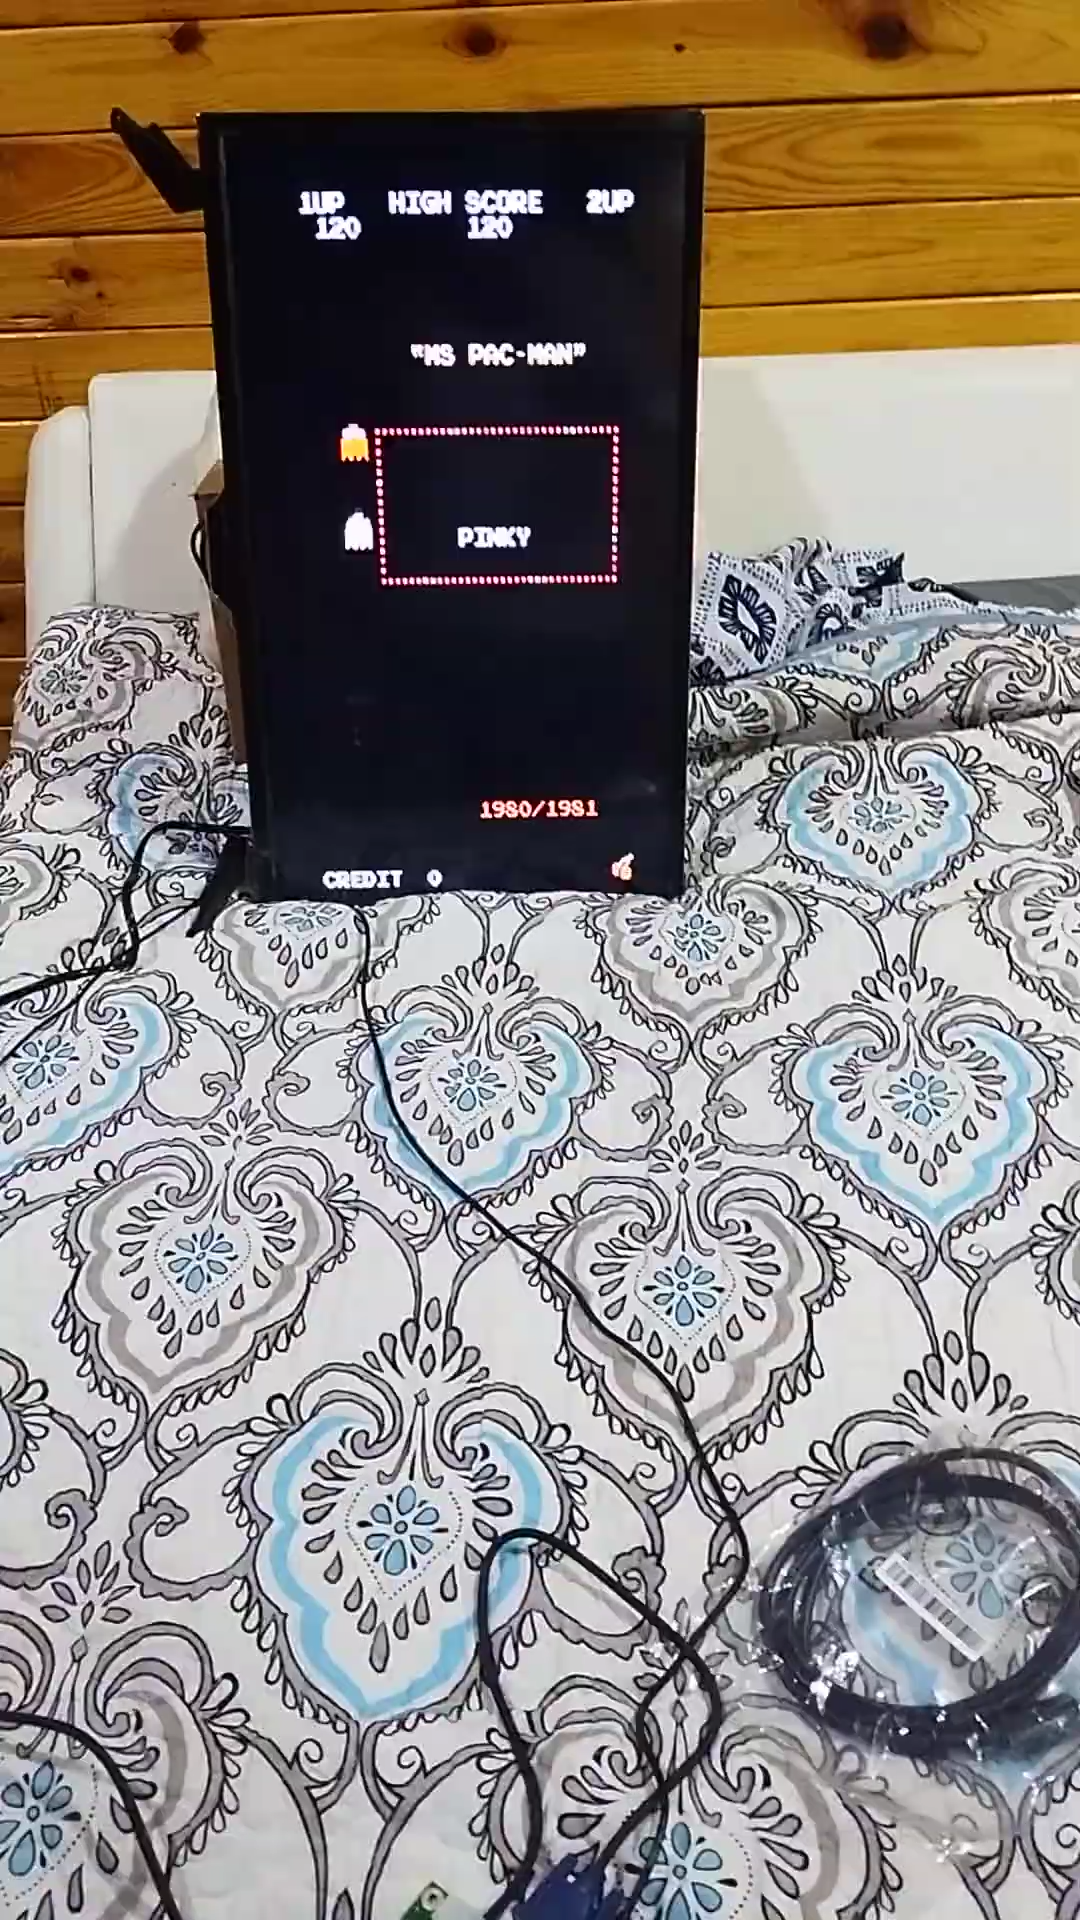 1UP HIGH SCORE 2UP
120 120
"MS PAC-MAN"
PINKY
1980/1981
CREDIT 0